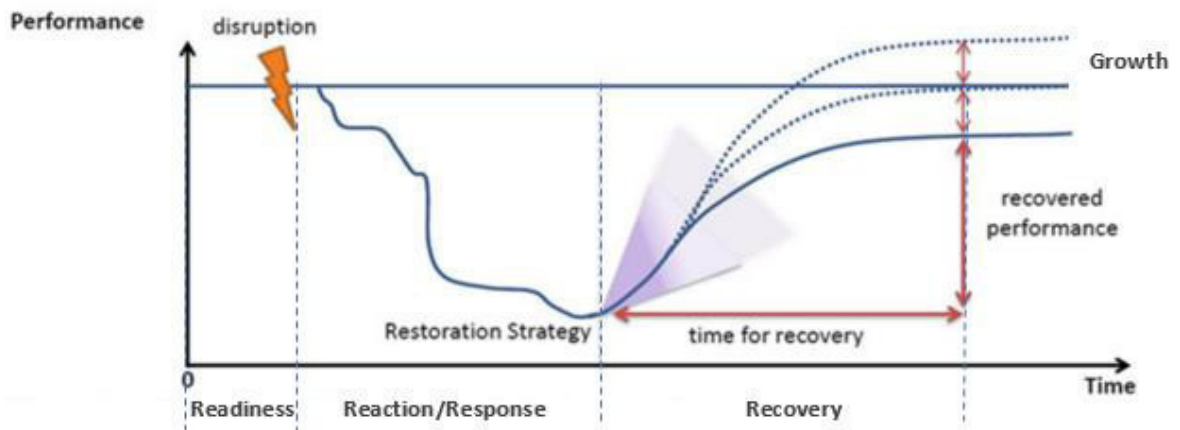 Performance
disruption
Growth
recovered
performance
Restoration Strategy
time for recovery
0
Time
Readiness
Reaction/Response
Recovery